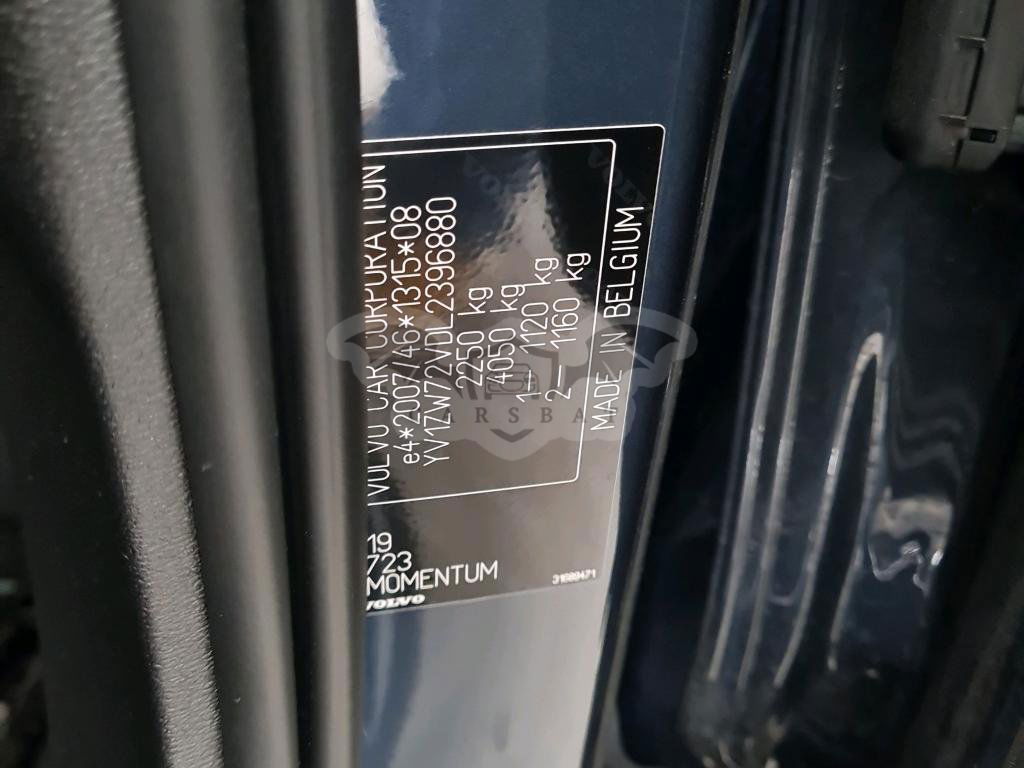 VOLVO CAR CORPORATION
e4*2007/46*1315*08
YV1ZW72VDL2396880
2250 kg
4050 kg
1– 1120 kg
2– 1160 kg
MADE IN BELGIUM
19
723
MOMENTUM
31689471
VOLVO